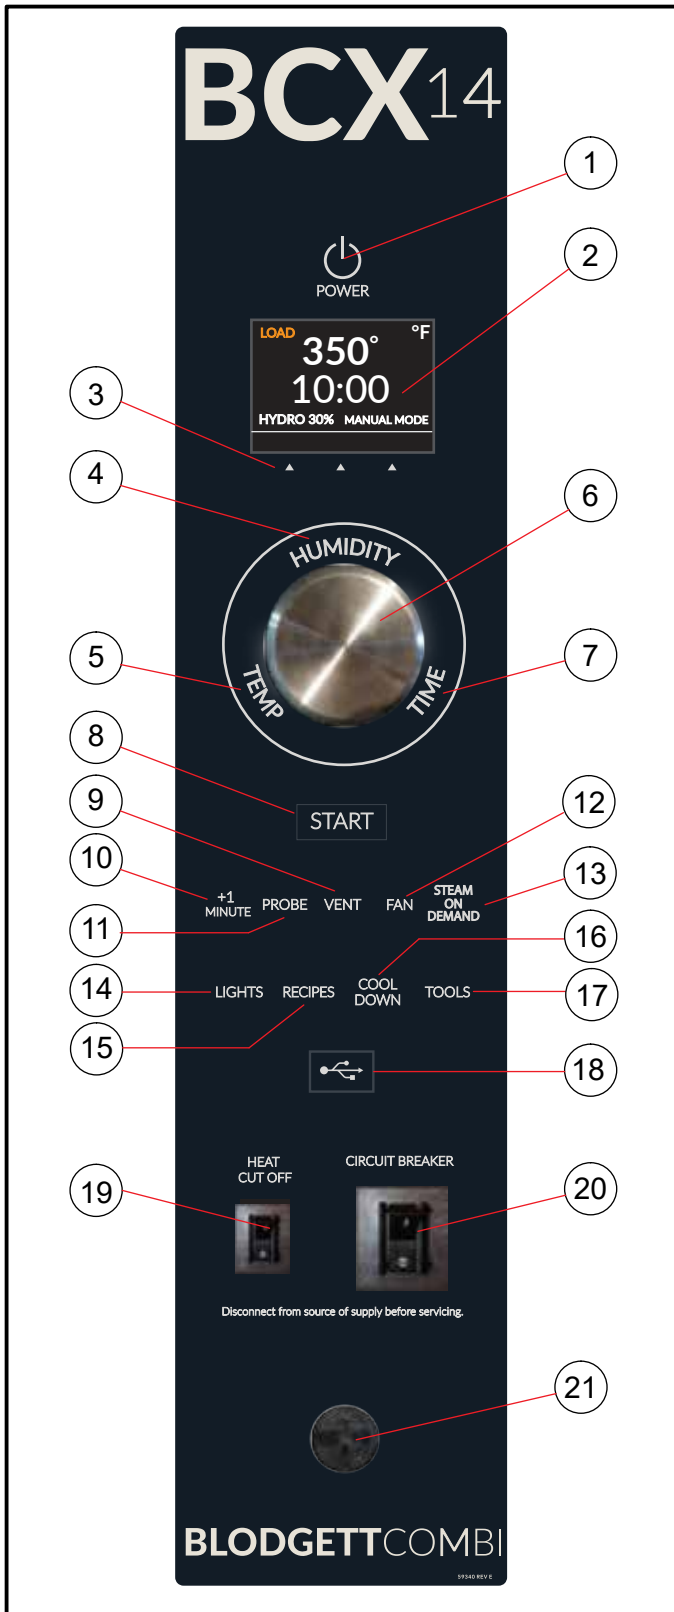 BCX14
1
POWER
2
LOAD °F
350°
10:00
HYDRO 30% MANUAL MODE
3
4
HUMIDITY
6
5
TEMP
TIME
7
8
START
9
12
10
+1
MINUTE
PROBE
VENT
FAN
STEAM
ON
DEMAND
13
11
16
14
LIGHTS
RECIPES
COOL
DOWN
TOOLS
17
15
18
HEAT
CUT OFF
CIRCUIT BREAKER
19
20
Disconnect from source of supply before servicing.
21
BLODGETTCOMBI
59340 REV E